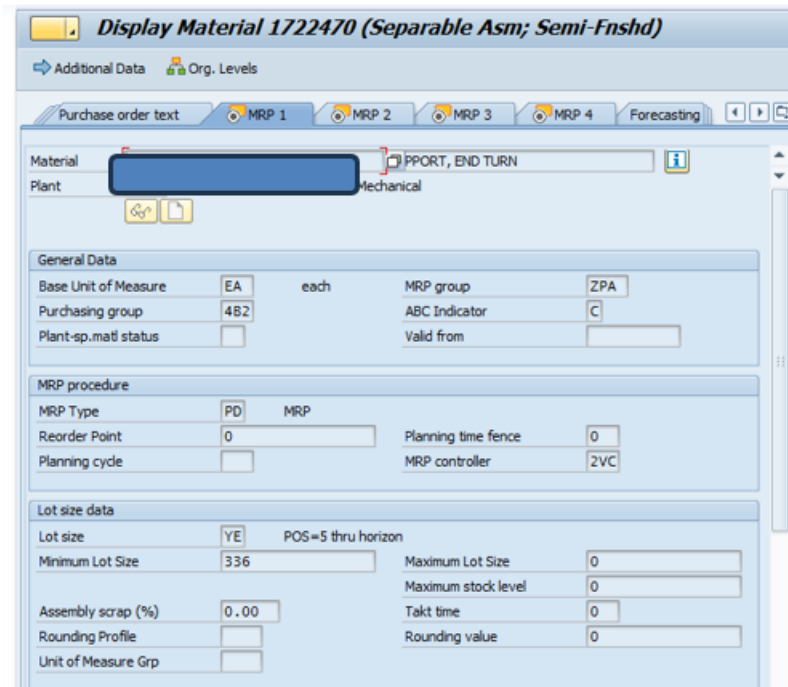 Display Material 1722470 (Separable Asm; Semi-Fnshd)
Additional Data Org. Levels
Purchase order text MRP 1 MRP 2 MRP 3 MRP 4 Forecasting
Material PPORT, END TURN
Plant Mechanical
General Data
Base Unit of Measure EA each MRP group ZPA
Purchasing group 4B2 ABC Indicator C
Plant-sp.matl status Valid from
MRP procedure
MRP Type PD MRP
Reorder Point 0 Planning time fence 0
Planning cycle MRP controller 2VC
Lot size data
Lot size YE POS=5 thru horizon
Minimum Lot Size 336 Maximum Lot Size 0
Maximum stock level 0
Assembly scrap (%) 0.00 Takt time 0
Rounding Profile Rounding value 0
Unit of Measure Grp